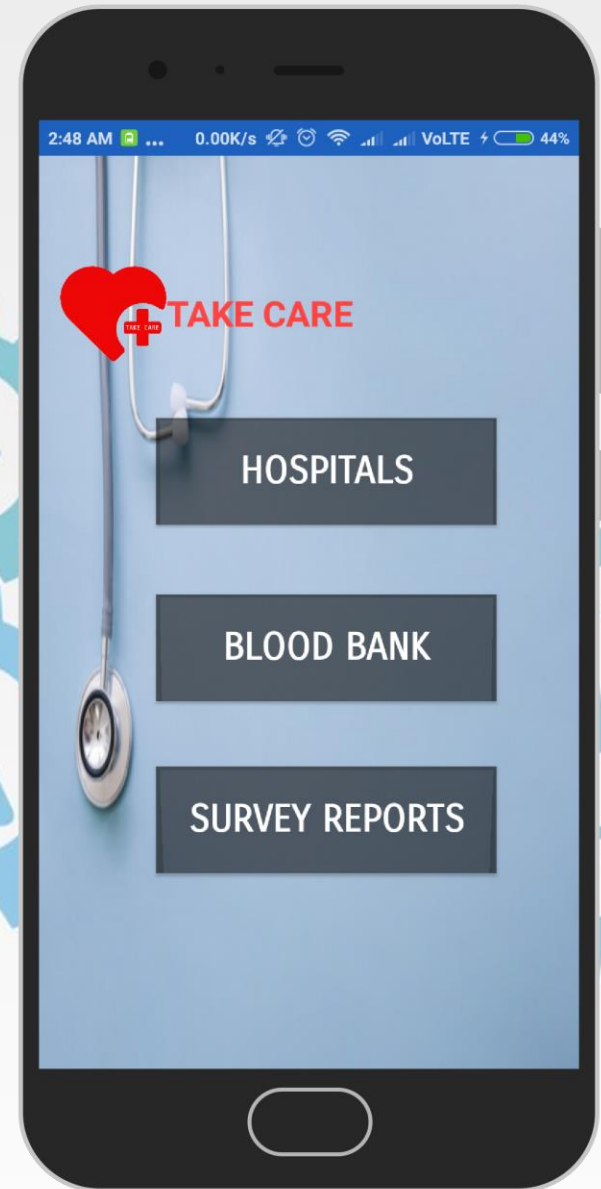 2:48 AM ... 0.00K/s VoLTE 44%
TAKE CARE
TAKE CARE
HOSPITALS
BLOOD BANK
SURVEY REPORTS